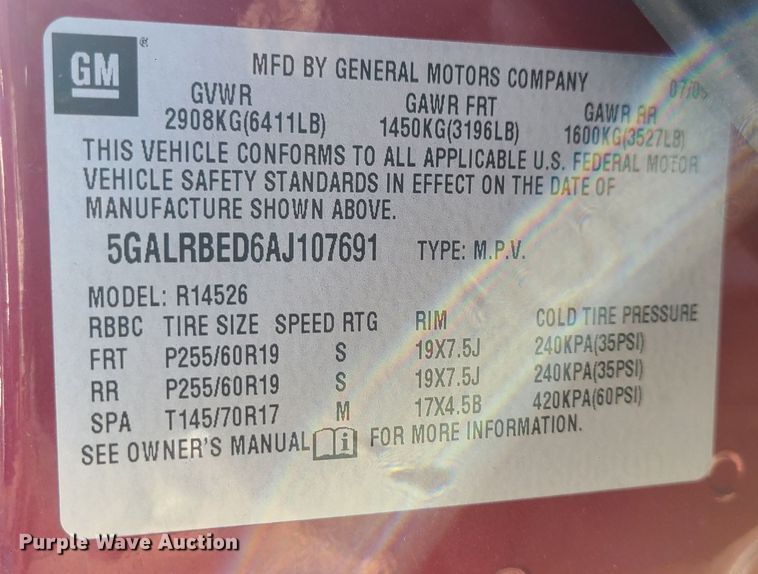 GM ®
MFD BY GENERAL MOTORS COMPANY 07/09
GVWR GAWR FRT GAWR RR
2908KG(6411LB) 1450KG(3196LB) 1600KG(3527LB)
THIS VEHICLE CONFORMS TO ALL APPLICABLE U.S. FEDERAL MOTOR
VEHICLE SAFETY STANDARDS IN EFFECT ON THE DATE OF
MANUFACTURE SHOWN ABOVE.
5GALRBED6AJ107691 TYPE: M.P.V.
MODEL: R14526
RBBC TIRE SIZE SPEED RTG RIM COLD TIRE PRESSURE
FRT P255/60R19 S 19X7.5J 240KPA(35PSI)
RR P255/60R19 S 19X7.5J 240KPA(35PSI)
SPA T145/70R17 M 17X4.5B 420KPA(60PSI)
SEE OWNER'S MANUAL i FOR MORE INFORMATION.
Purple Wave Auction